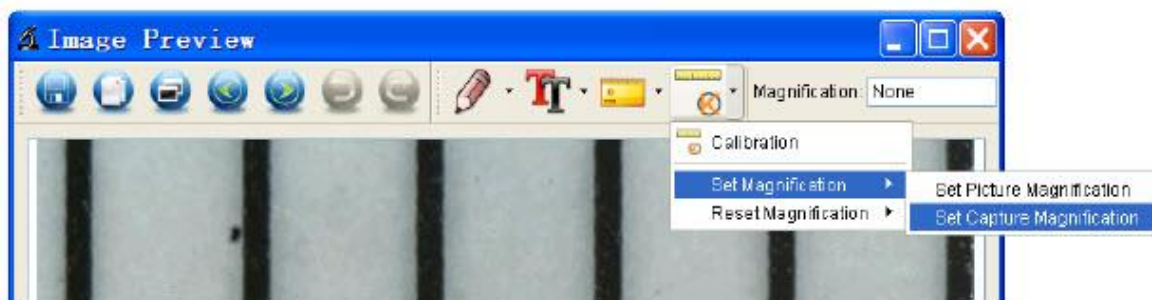 Image Preview
Magnification: None
Calibration
Set Magnification
Set Picture Magnification
Reset Magnification
Set Capture Magnification